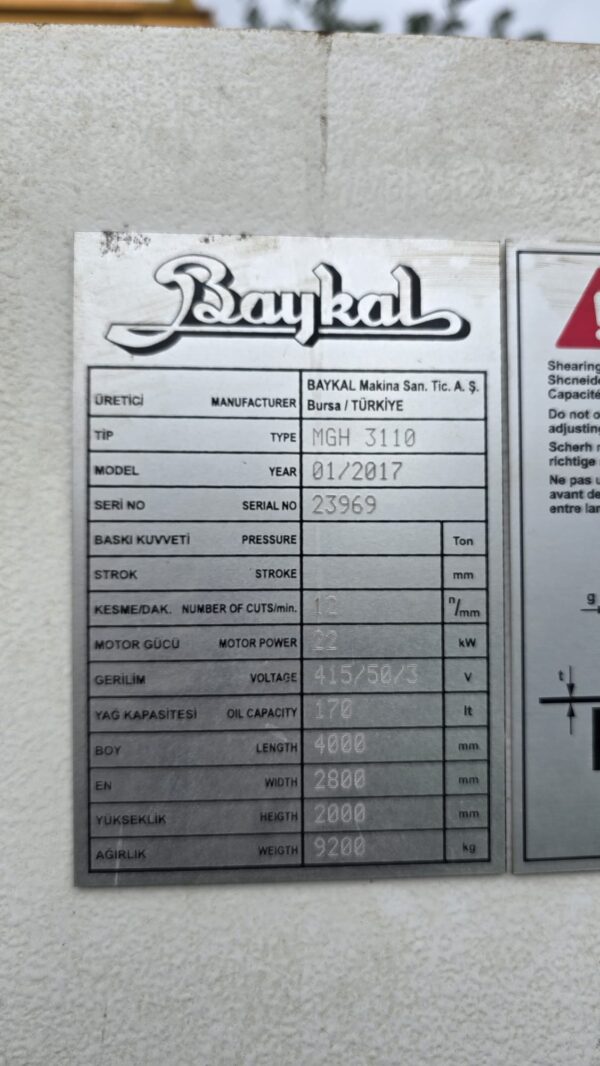 Baykal
ÜRETİCİ MANUFACTURER BAYKAL Makina San. Tic. A. Ş.
Bursa / TÜRKİYE
TİP TYPE MGH 3110
MODEL YEAR 01/2017
SERİ NO SERIAL NO 23969
BASKI KUVVETİ PRESSURE Ton
STROK STROKE mm
KESME/DAK. NUMBER OF CUTS/min. 12 n/mm
MOTOR GÜCÜ MOTOR POWER 22 kW
GERİLİM VOLTAGE 415/50/3 V
YAĞ KAPASİTESİ OIL CAPACITY 170 lt
BOY LENGTH 4000 mm
EN WIDTH 2800 mm
YÜKSEKLİK HEIGTH 2000 mm
AĞIRLIK WEIGTH 9200 kg
Shearing
Capacité
Do not
adjusting
Scherh
richtige
Ne pas
avant de
entre
g
t